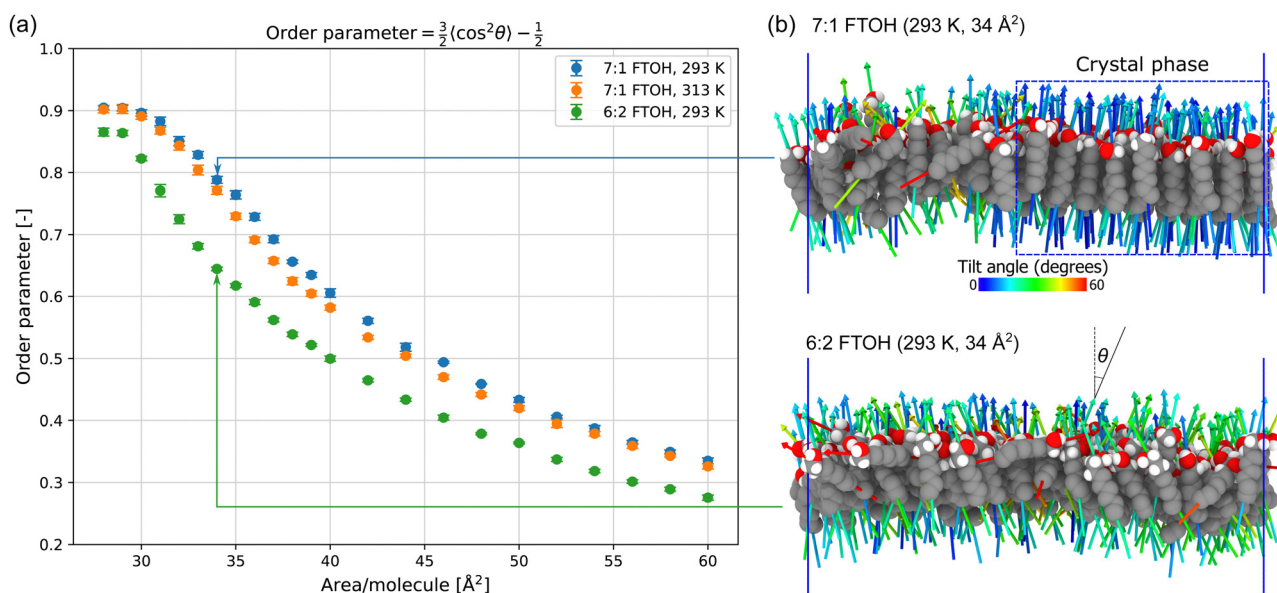 (a)
Order parameter = 3/2⟨cos²θ⟩ − 1/2
Order parameter [-]
1.0
0.9
0.8
0.7
0.6
0.5
0.4
0.3
0.2
7:1 FTOH, 293 K
7:1 FTOH, 313 K
6:2 FTOH, 293 K
30 35 40 45 50 55 60
Area/molecule [Å²]
(b) 7:1 FTOH (293 K, 34 Å²)
Crystal phase
Tilt angle (degrees)
0 60
6:2 FTOH (293 K, 34 Å²)
θ